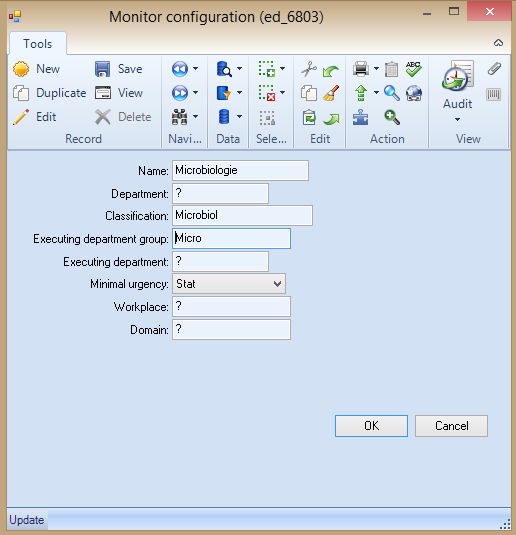 Monitor configuration (ed_6803)
Tools
New Save
Duplicate View
Edit Delete
Audit
ABC
Record Navi... Data Sele... Edit Action View
Name: Microbiologie
Department: ?
Classification: Microbiol
Executing department group: Micro
Executing department: ?
Minimal urgency: Stat
Workplace: ?
Domain: ?
OK Cancel
Update